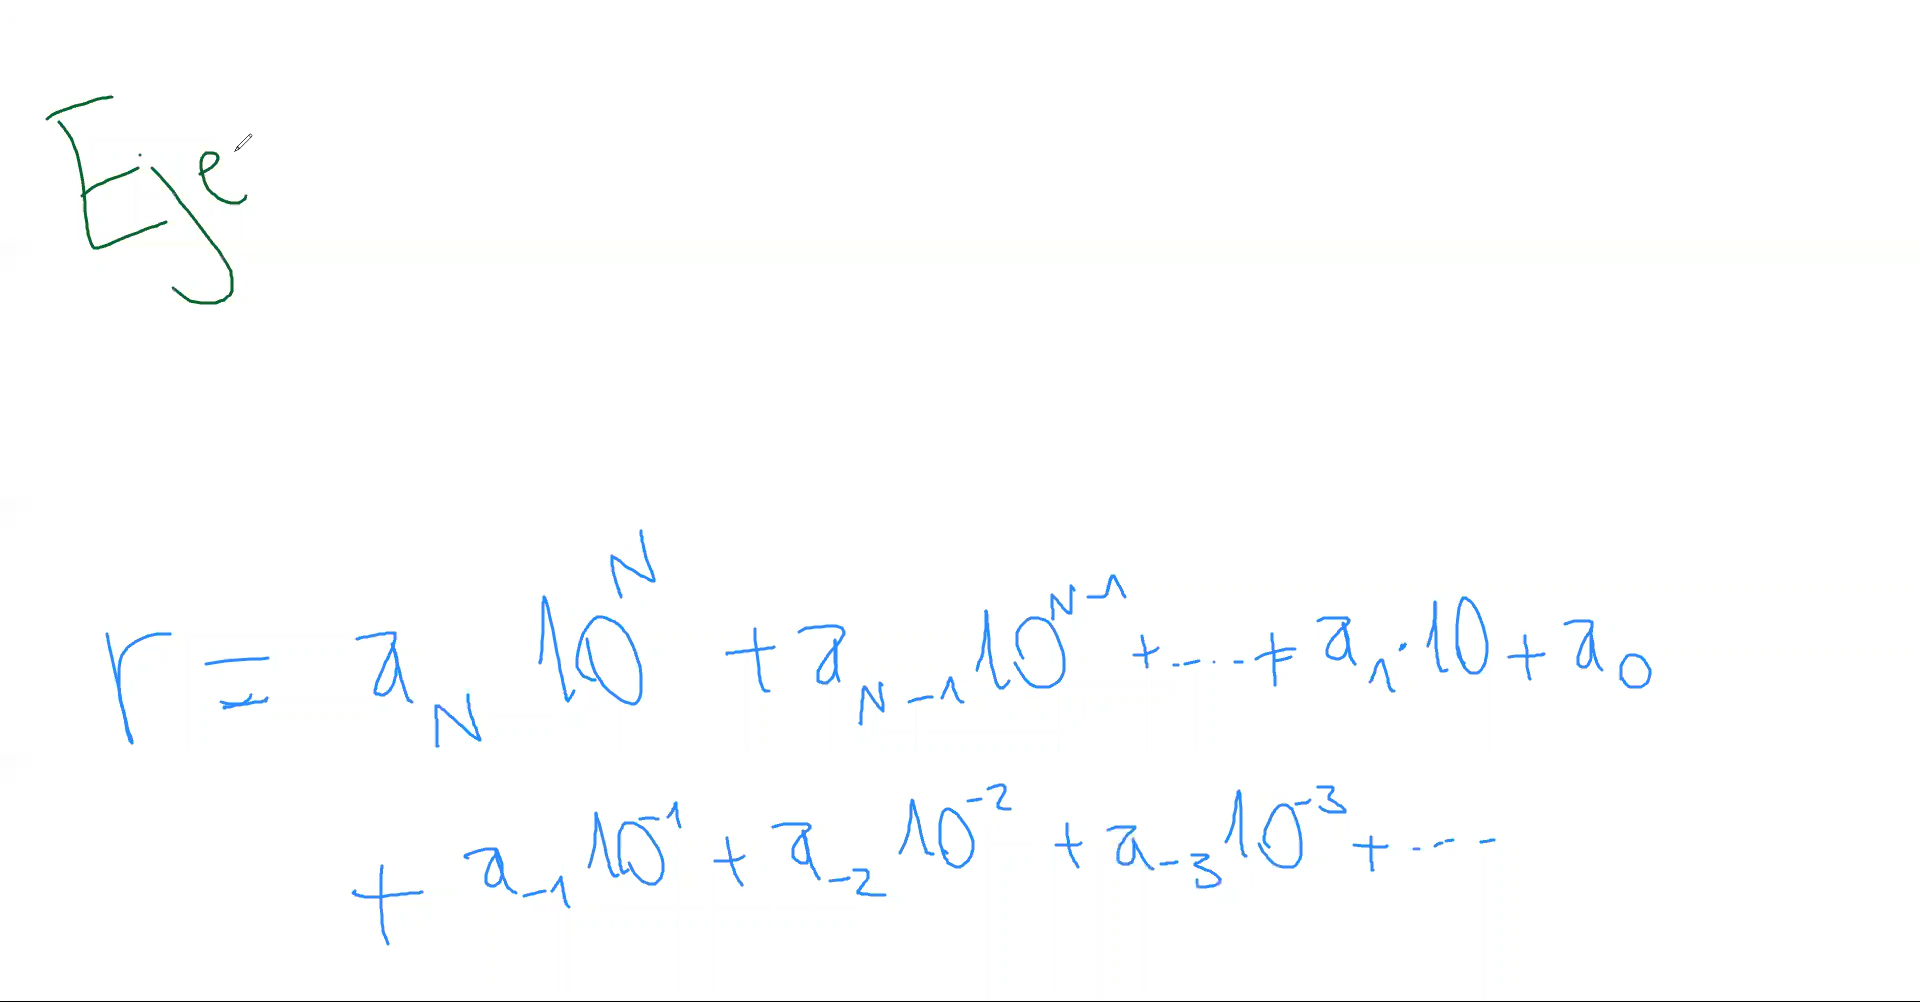 Eje
r = a_N 10^N + a_{N-1} 10^{N-1} + .... + a_1 · 10 + a_0
+ a_{-1} 10^{-1} + a_{-2} 10^{-2} + a_{-3} 10^{-3} + ....